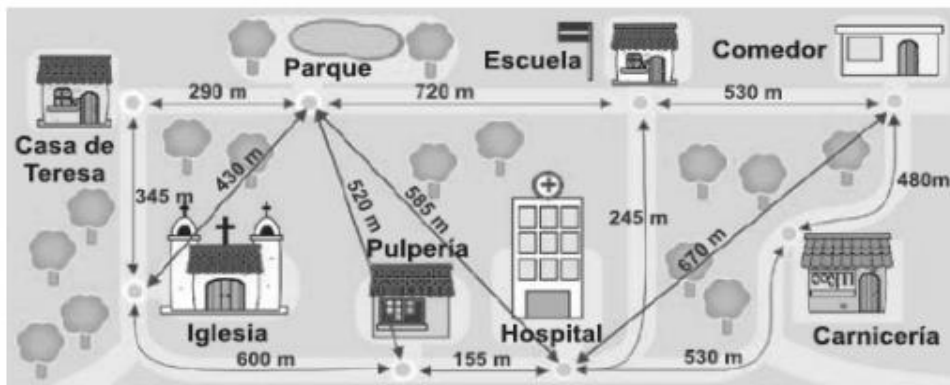 Parque
Escuela
Comedor
290 m
720 m
530 m
Casa de
Teresa
430 m
345 m
520 m
585 m
245 m
670 m
480m
Pulpería
Iglesia
Hospital
Carnicería
600 m
155 m
530 m